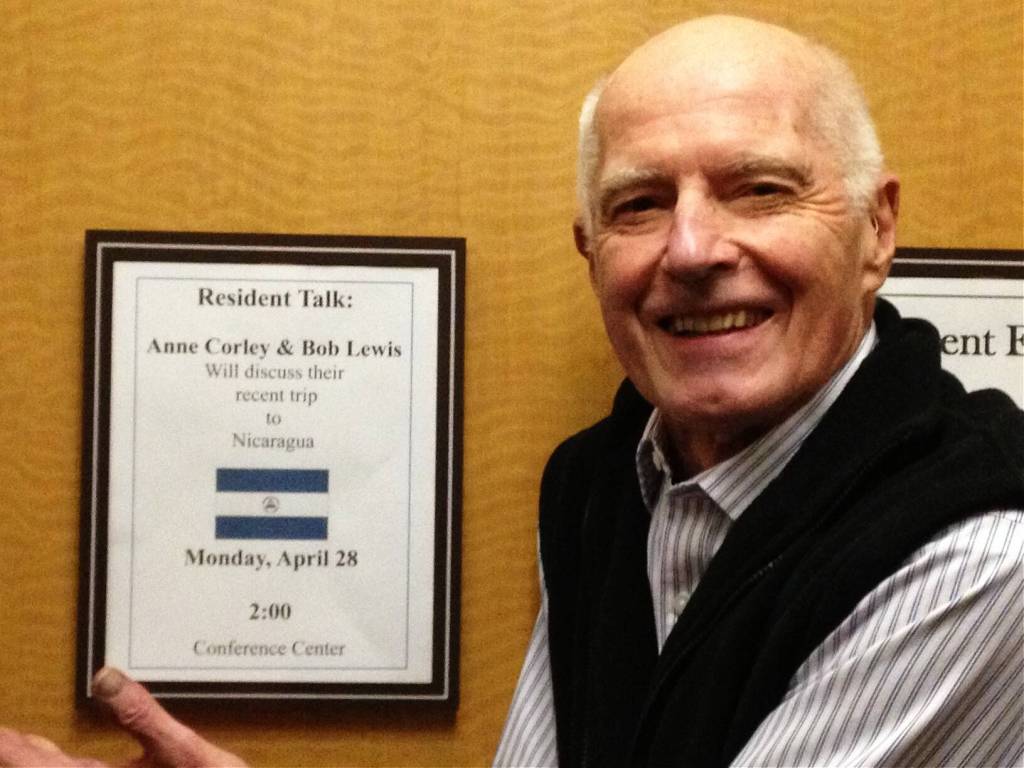 Resident Talk:
Anne Corley & Bob Lewis
Will discuss their
recent trip
to
Nicaragua
Monday, April 28
2:00
Conference Center
ent E